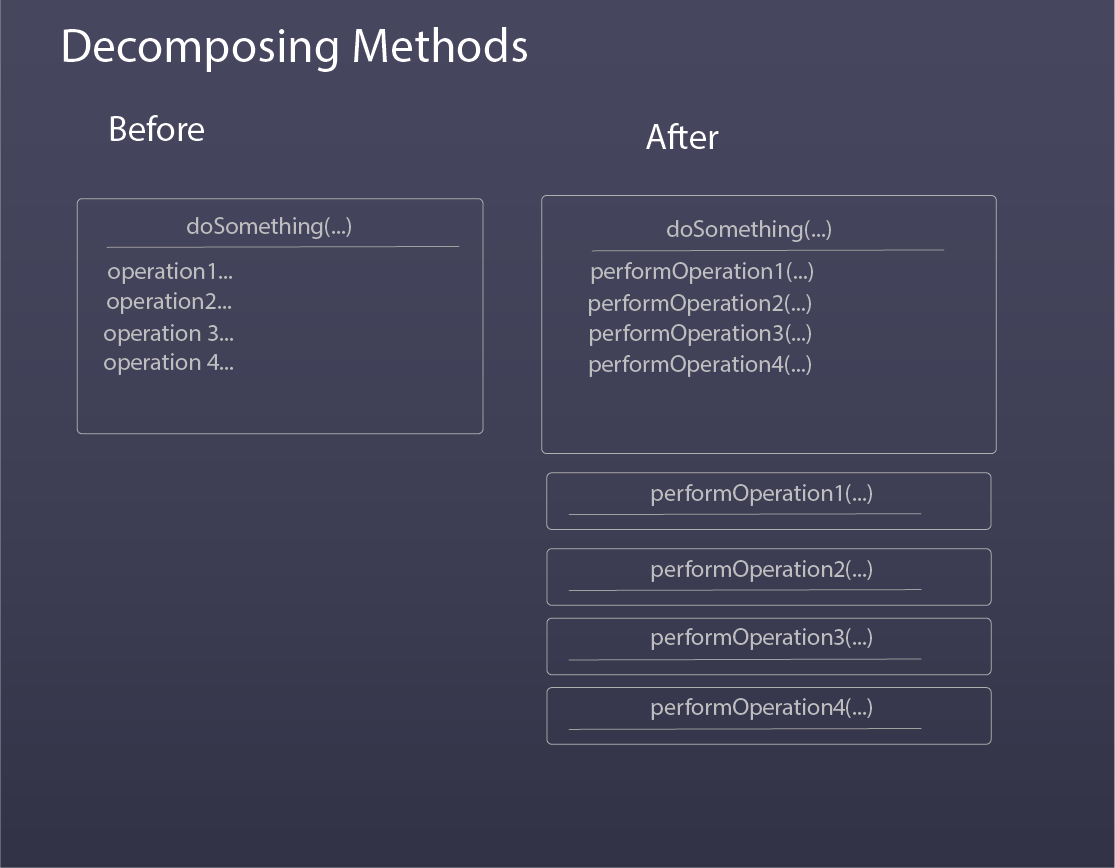 Decomposing Methods
Before
doSomething(...)
operation1...
operation2...
operation 3...
operation 4...
After
doSomething(...)
performOperation1(...)
performOperation2(...)
performOperation3(...)
performOperation4(...)
performOperation1(...)
performOperation2(...)
performOperation3(...)
performOperation4(...)